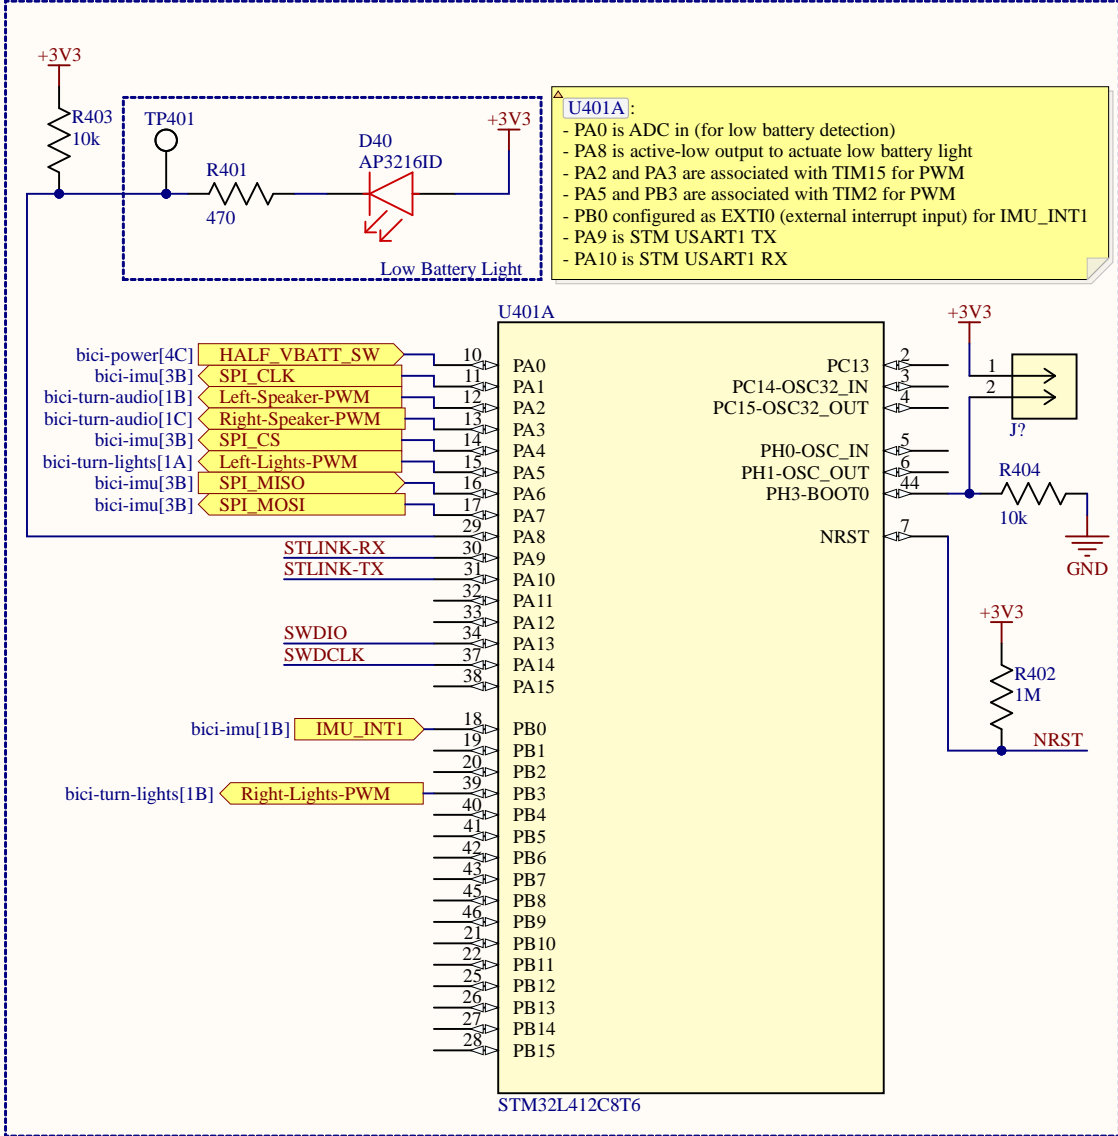 +3V3
R403
10k
TP401
R401
470
D40
AP3216ID
+3V3
Low Battery Light
U401A :
- PA0 is ADC in (for low battery detection)
- PA8 is active-low output to actuate low battery light
- PA2 and PA3 are associated with TIM15 for PWM
- PA5 and PB3 are associated with TIM2 for PWM
- PB0 configured as EXTI0 (external interrupt input) for IMU_INT1
- PA9 is STM USART1 TX
- PA10 is STM USART1 RX
U401A
bici-power[4C] HALF_VBATT_SW 10 PA0
bici-imu[3B] SPI_CLK 11 PA1
bici-turn-audio[1B] Left-Speaker-PWM 12 PA2
bici-turn-audio[1C] Right-Speaker-PWM 13 PA3
bici-imu[3B] SPI_CS 14 PA4
bici-turn-lights[1A] Left-Lights-PWM 15 PA5
bici-imu[3B] SPI_MISO 16 PA6
bici-imu[3B] SPI_MOSI 17 PA7
29 PA8
STLINK-RX 30 PA9
STLINK-TX 31 PA10
32 PA11
33 PA12
SWDIO 34 PA13
SWDCLK 37 PA14
38 PA15
bici-imu[1B] IMU_INT1 18 PB0
19 PB1
20 PB2
bici-turn-lights[1B] Right-Lights-PWM 39 PB3
40 PB4
41 PB5
42 PB6
43 PB7
45 PB8
46 PB9
21 PB10
22 PB11
25 PB12
26 PB13
27 PB14
28 PB15
PC13 2
PC14-OSC32_IN 3
PC15-OSC32_OUT 4
PH0-OSC_IN 5
PH1-OSC_OUT 6
PH3-BOOT0 44
NRST 7
+3V3
1
2
J?
R404
10k
GND
+3V3
R402
1M
NRST
STM32L412C8T6